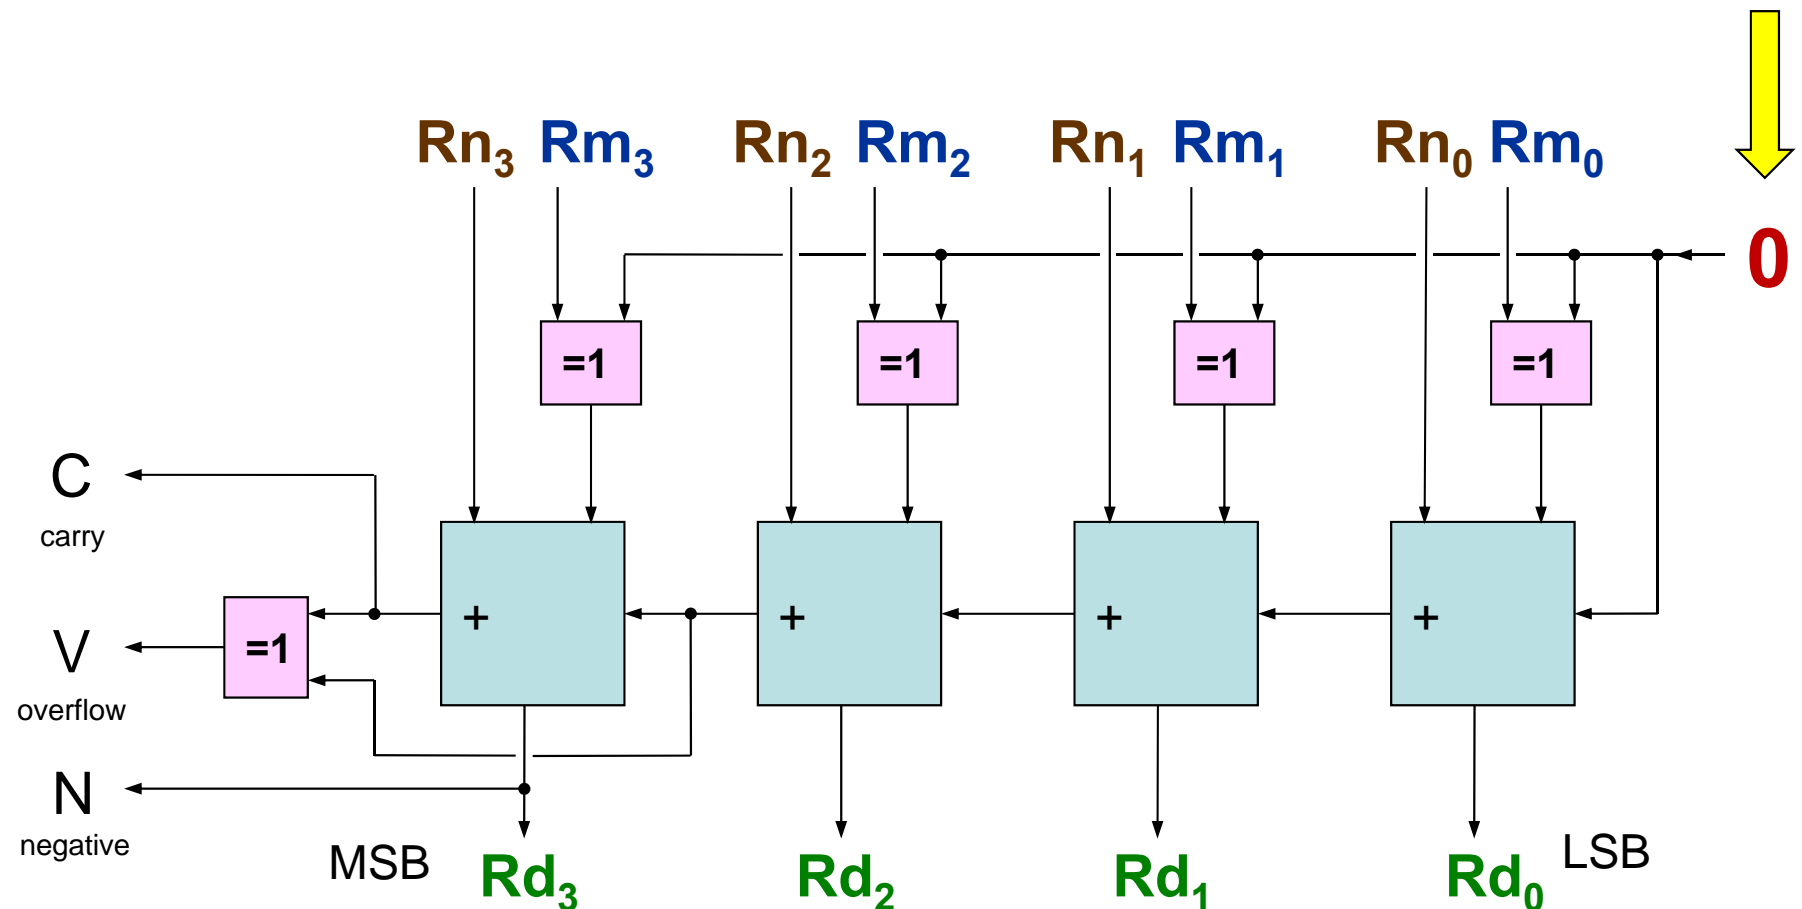 Rn3 Rm3 Rn2 Rm2 Rn1 Rm1 Rn0 Rm0
0
=1 =1 =1 =1
C
carry
+ + + +
=1
V
overflow
N
negative
MSB Rd3 Rd2 Rd1 Rd0 LSB